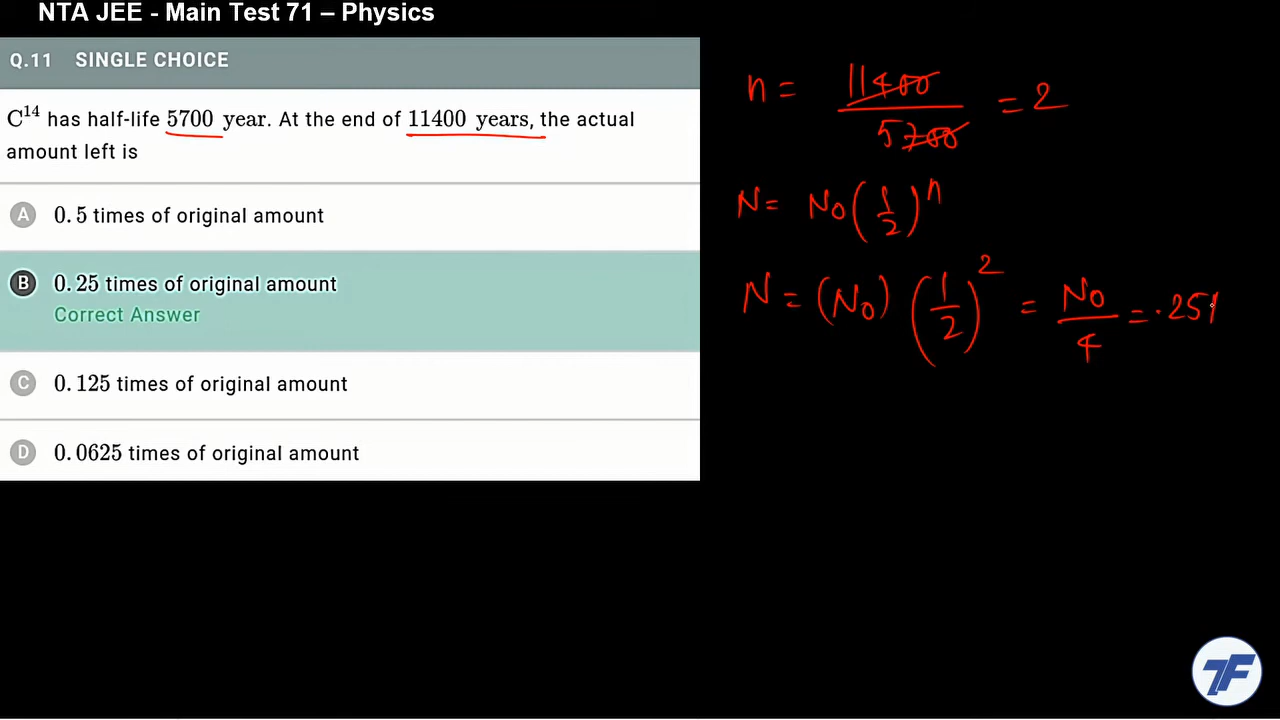 NTA JEE - Main Test 71 – Physics
Q.11 SINGLE CHOICE
C¹⁴ has half-life 5700 year. At the end of 11400 years, the actual
amount left is
A 0.5 times of original amount
B 0.25 times of original amount
Correct Answer
C 0.125 times of original amount
D 0.0625 times of original amount
n = 11400 / 5700 = 2
N = N₀ (1/2)ⁿ
N = (N₀) (1/2)² = N₀/4 = .25
TF